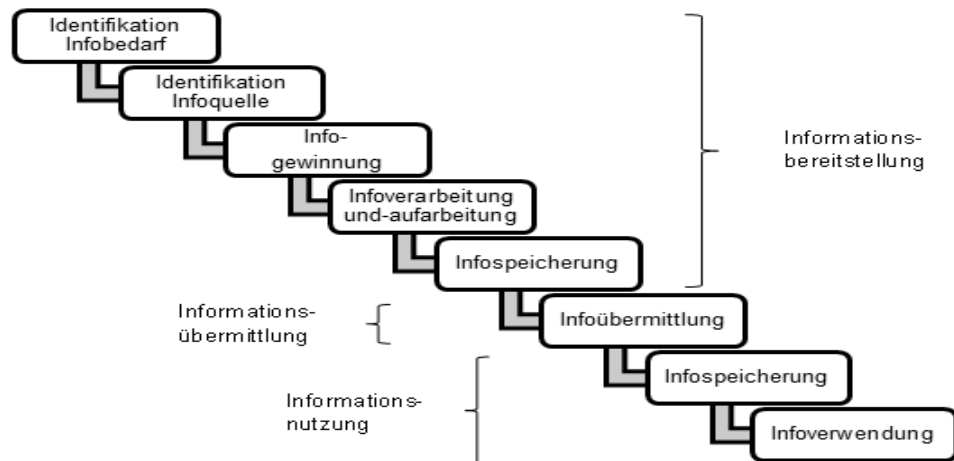 Identifikation
Infobedarf
Identifikation
Infoquelle
Info-
gewinnung
Informations-
bereitstellung
Infoverarbeitung
und-aufarbeitung
Infospeicherung
Informations-
übermittlung
Infoübermittlung
Infospeicherung
Informations-
nutzung
Infoverwendung